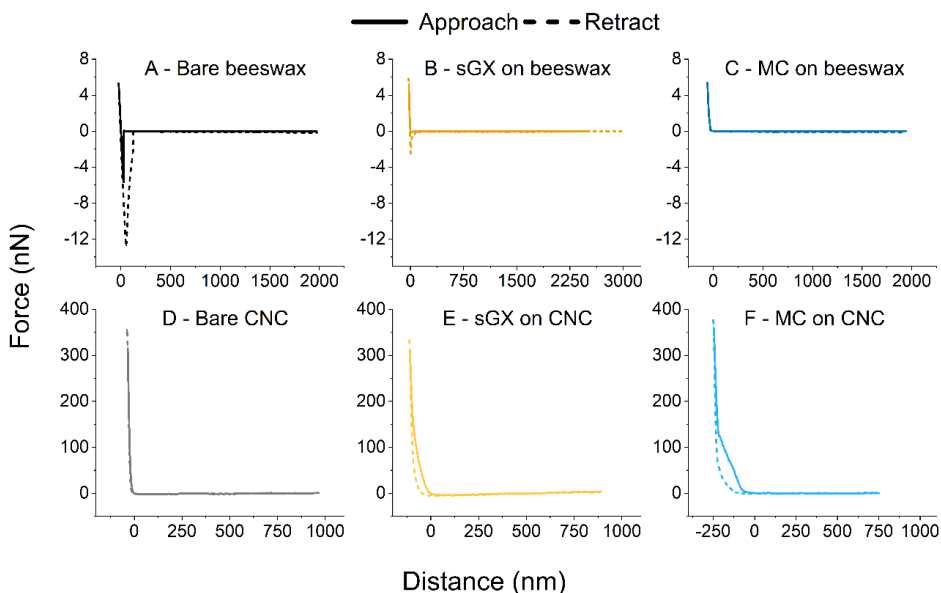 Approach Retract
A - Bare beeswax
8
4
0
-4
-8
-12
0 500 1000 1500 2000
B - sGX on beeswax
8
4
0
-4
-8
-12
0 750 1500 2250 3000
C - MC on beeswax
8
4
0
-4
-8
-12
0 500 1000 1500 2000
Force (nN)
D - Bare CNC
400
300
200
100
0
0 250 500 750 1000
E - sGX on CNC
400
300
200
100
0
0 250 500 750 1000
F - MC on CNC
400
300
200
100
0
-250 0 250 500 750 1000
Distance (nm)